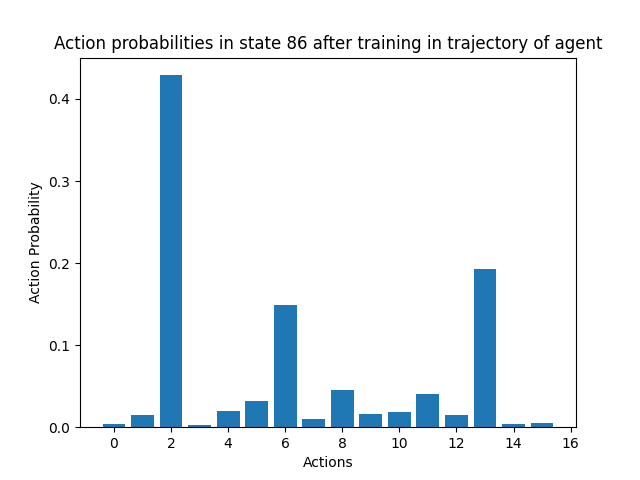 Action probabilities in state 86 after training in trajectory of agent
0.4
0.3
0.2
0.1
0.0
Action Probability
0 2 4 6 8 10 12 14 16
Actions